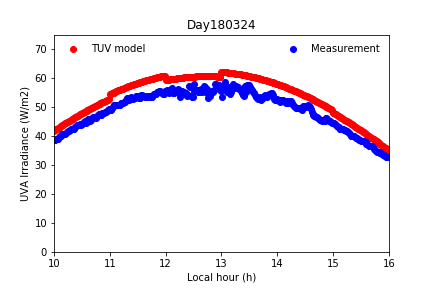 Day180324
TUV model
Measurement
UVA Irradiance (W/m2)
70
60
50
40
30
20
10
0
10 11 12 13 14 15 16
Local hour (h)